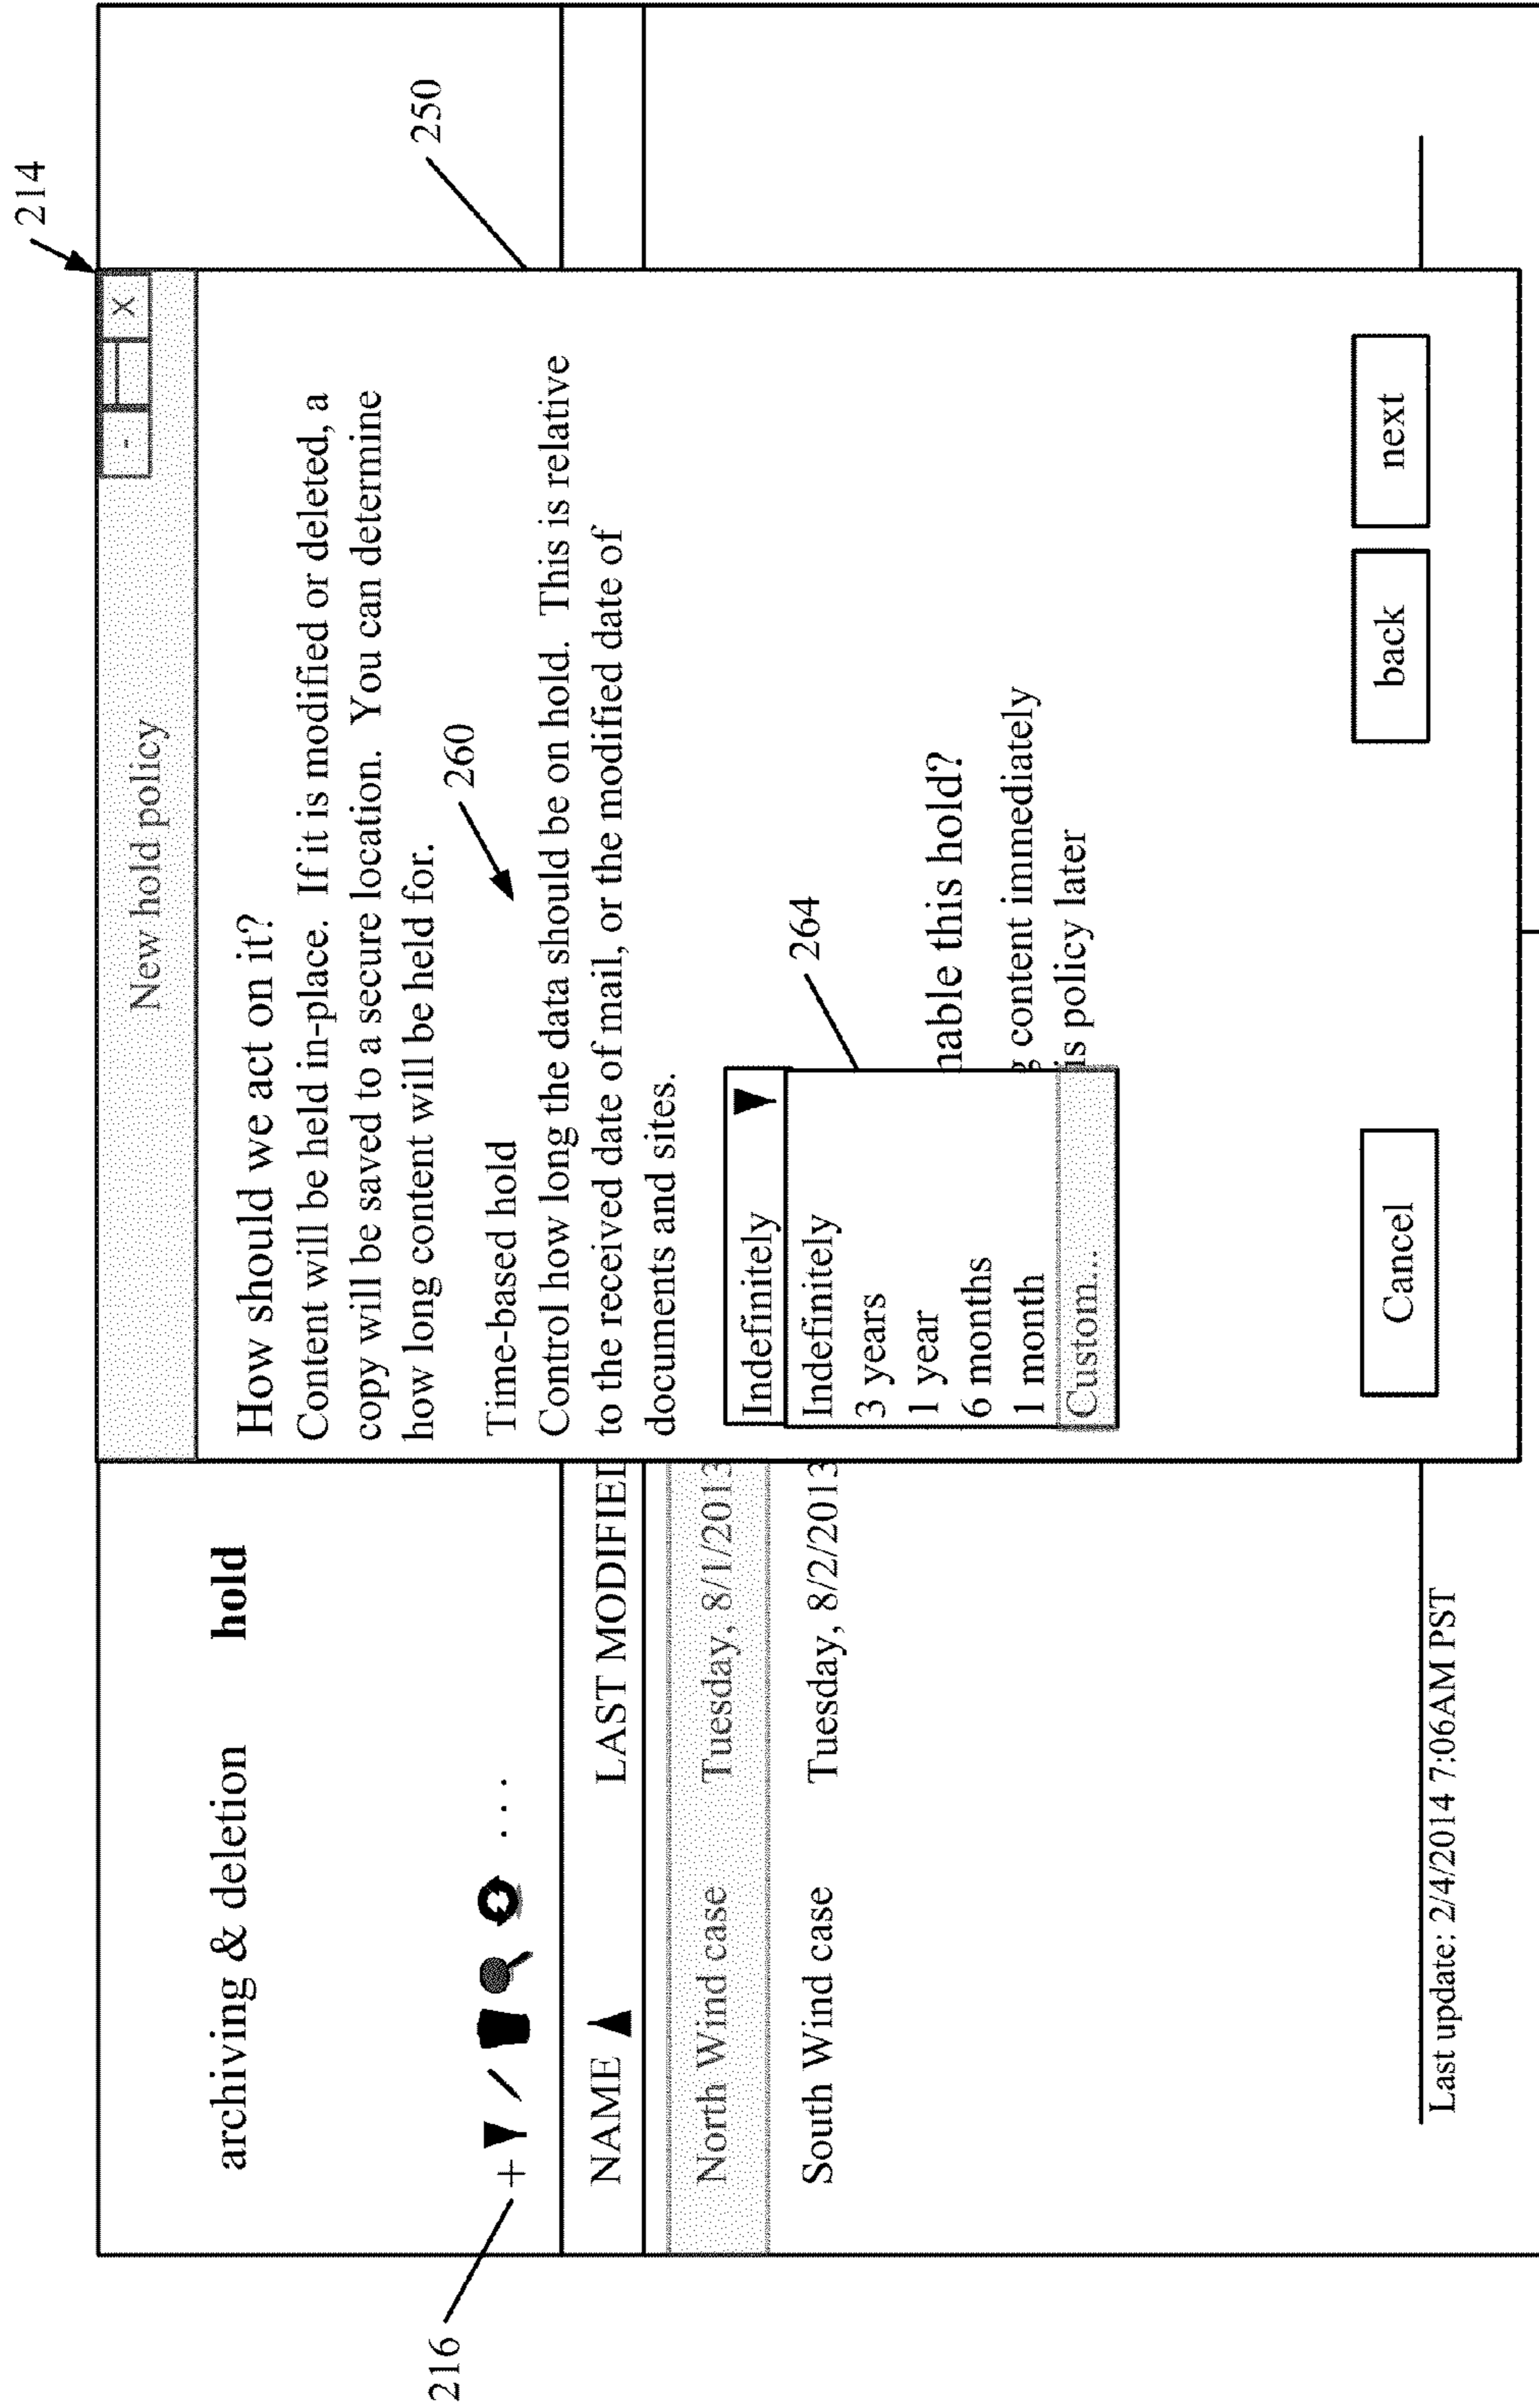 214
archiving & deletion hold
216
+ ...
NAME LAST MODIFIED
North Wind case Tuesday, 8/1/2013
South Wind case Tuesday, 8/2/2013
Last update: 2/4/2014 7:06AM PST
New hold policy
- X
250
How should we act on it?
Content will be held in-place. If it is modified or deleted, a
copy will be saved to a secure location. You can determine
how long content will be held for.
260
Time-based hold
Control how long the data should be on hold. This is relative
to the received date of mail, or the modified date of
documents and sites.
Indefinitely
264
Indefinitely
3 years
1 year
6 months
1 month
Custom...
nable this hold?
g content immediately
is policy later
Cancel back next